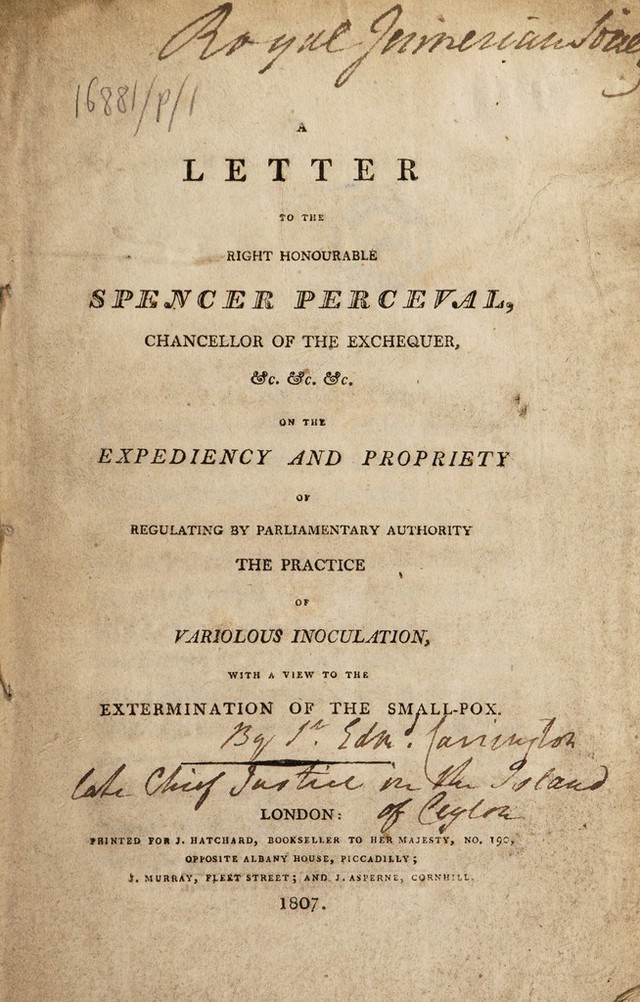 Royal Jennerian Society
16881/P/1
A
LETTER
TO THE
RIGHT HONOURABLE
SPENCER PERCEVAL,
CHANCELLOR OF THE EXCHEQUER,
&c. &c. &c.
ON THE
EXPEDIENCY AND PROPRIETY
OF
REGULATING BY PARLIAMENTARY AUTHORITY
THE PRACTICE
OF
VARIOLOUS INOCULATION,
WITH A VIEW TO THE
EXTERMINATION OF THE SMALL-POX.
By Sr. Edmd. Carrington
late Chief Justice in the Island
of Ceylon
LONDON:
PRINTED FOR J. HATCHARD, BOOKSELLER TO HER MAJESTY, NO. 190,
OPPOSITE ALBANY HOUSE, PICCADILLY;
J. MURRAY, FLEET STREET; AND J. ASPERNE, CORNHILL.
1807.